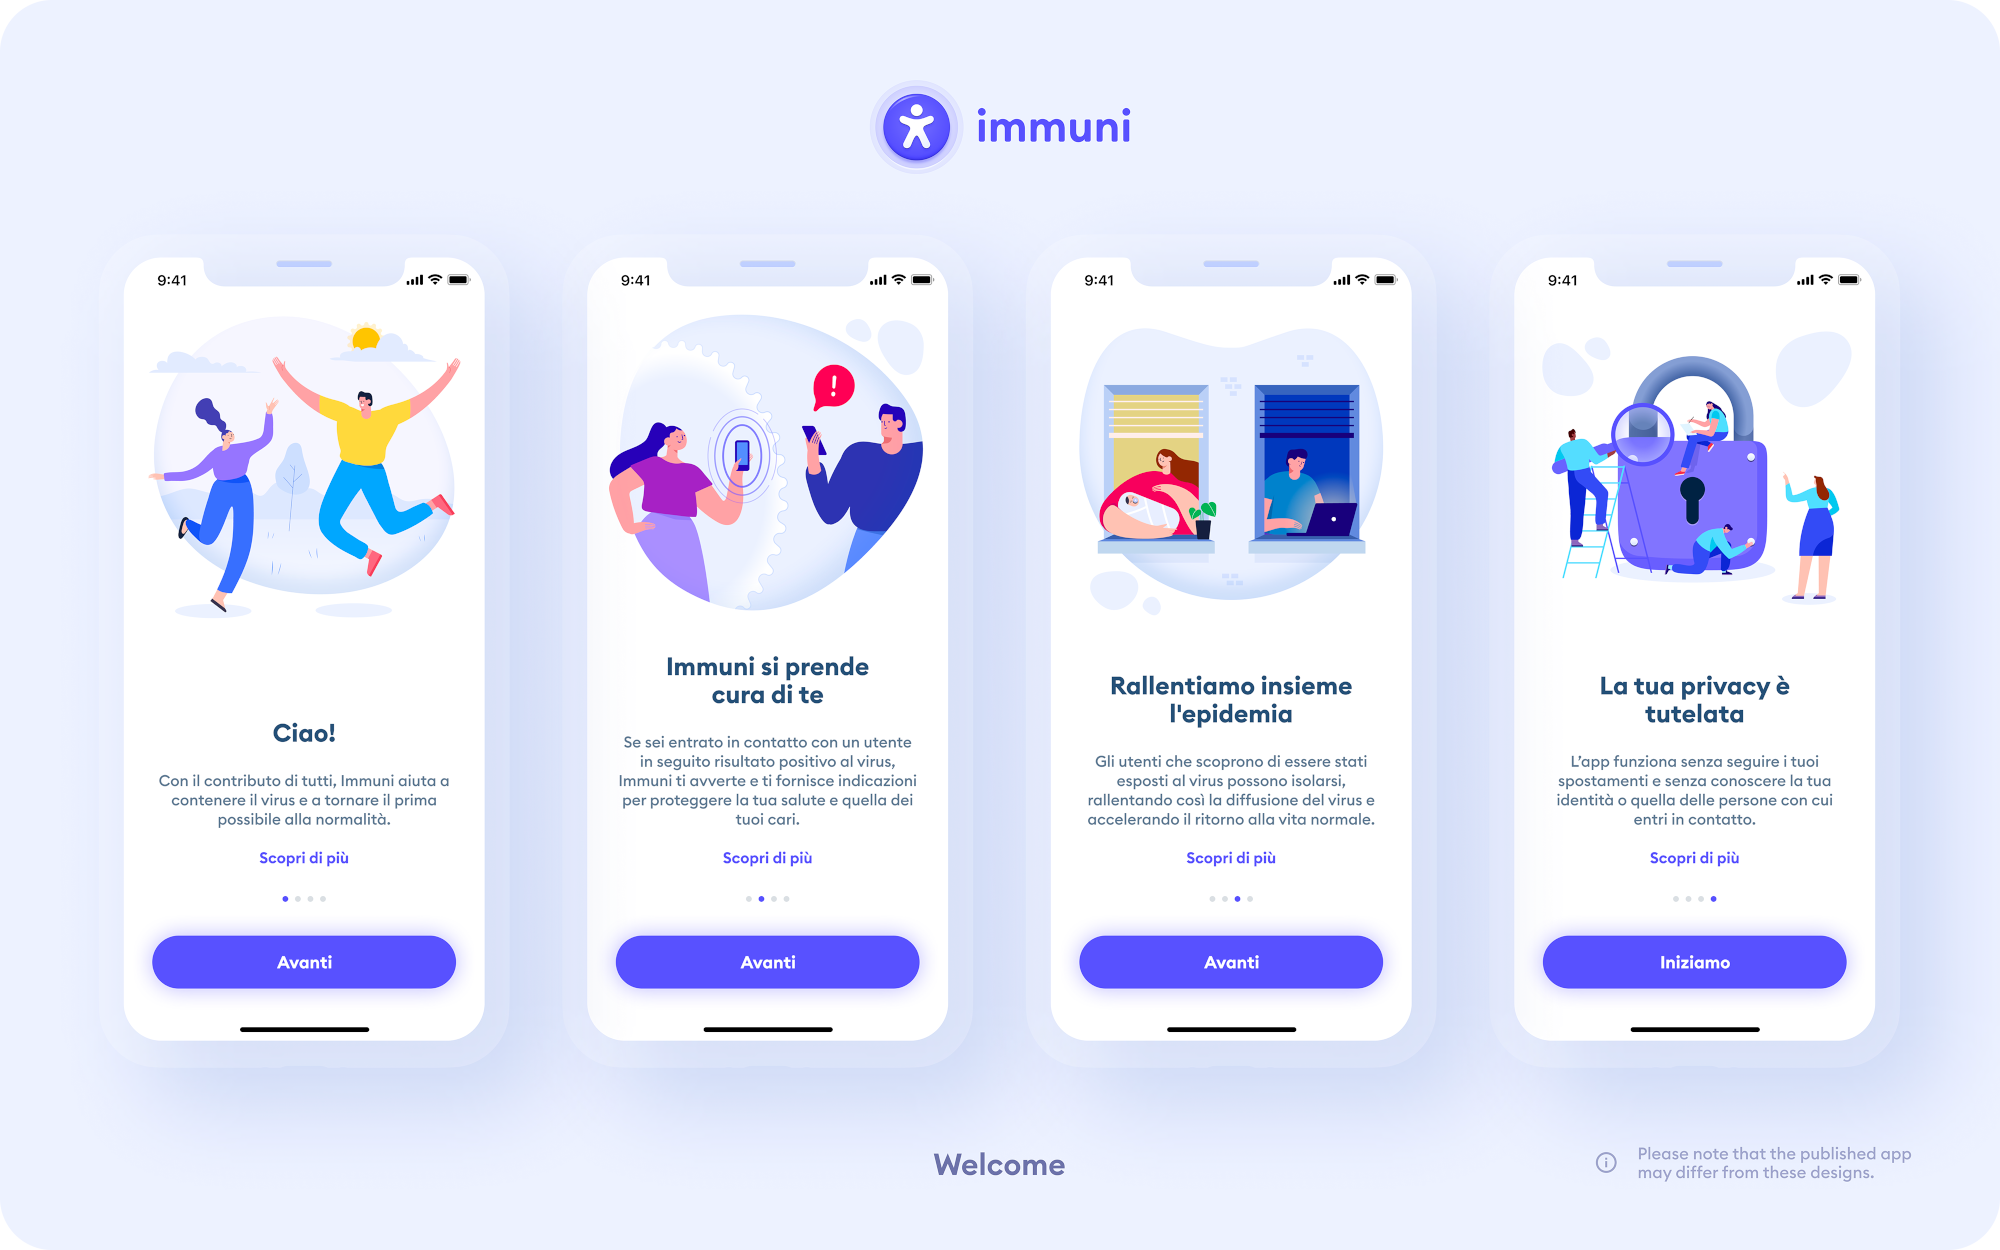 immuni
9:41
Ciao!
Con il contributo di tutti, Immuni aiuta a
contenere il virus e a tornare il prima
possibile alla normalità.
Scopri di più
Avanti
9:41
Immuni si prende
cura di te
Se sei entrato in contatto con un utente
in seguito risultato positivo al virus,
Immuni ti avverte e ti fornisce indicazioni
per proteggere la tua salute e quella dei
tuoi cari.
Scopri di più
Avanti
9:41
Rallentiamo insieme
l'epidemia
Gli utenti che scoprono di essere stati
esposti al virus possono isolarsi,
rallentando così la diffusione del virus e
accelerando il ritorno alla vita normale.
Scopri di più
Avanti
9:41
La tua privacy è
tutelata
L’app funziona senza seguire i tuoi
spostamenti e senza conoscere la tua
identità o quella delle persone con cui
entri in contatto.
Scopri di più
Iniziamo
Welcome
Please note that the published app
may differ from these designs.